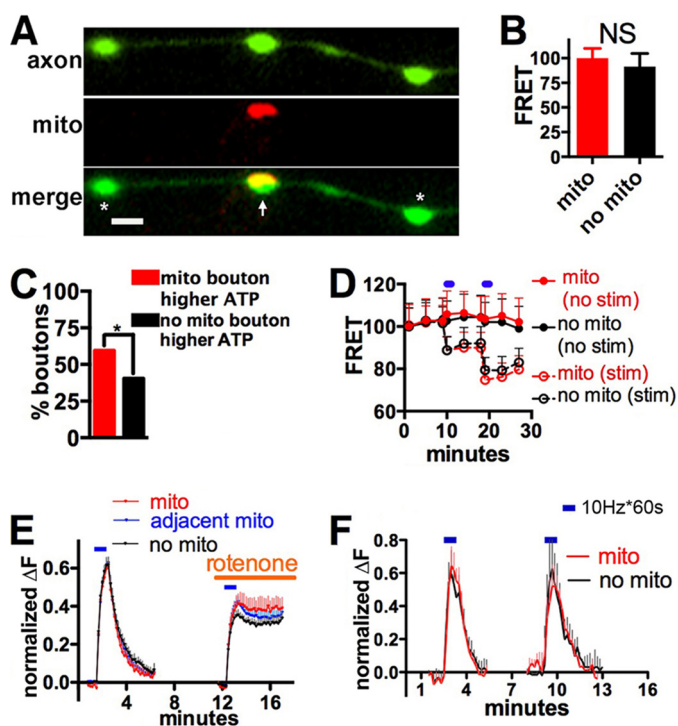 A
axon
mito
merge
*
*
B
NS
FRET
100
75
50
25
0
mito
no mito
C
mito bouton
higher ATP
no mito bouton
higher ATP
% boutons
100
75
50
25
0
*
D
FRET
120
100
80
60
0
10
20
30
minutes
mito
(no stim)
no mito
(no stim)
mito (stim)
no mito (stim)
E
mito
adjacent mito
no mito
rotenone
normalized ΔF
0.6
0.4
0.2
0.0
1
4
8
12
16
minutes
F
10Hz*60s
mito
no mito
normalized ΔF
0.8
0.6
0.4
0.2
0.0
1
4
7
10
13
16
minutes